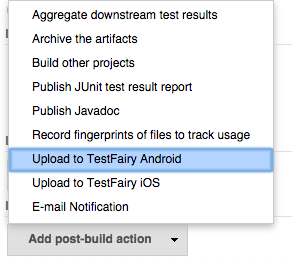 Aggregate downstream test results
Archive the artifacts
Build other projects
Publish JUnit test result report
Publish Javadoc
Record fingerprints of files to track usage
Upload to TestFairy Android
Upload to TestFairy iOS
E-mail Notification
Add post-build action